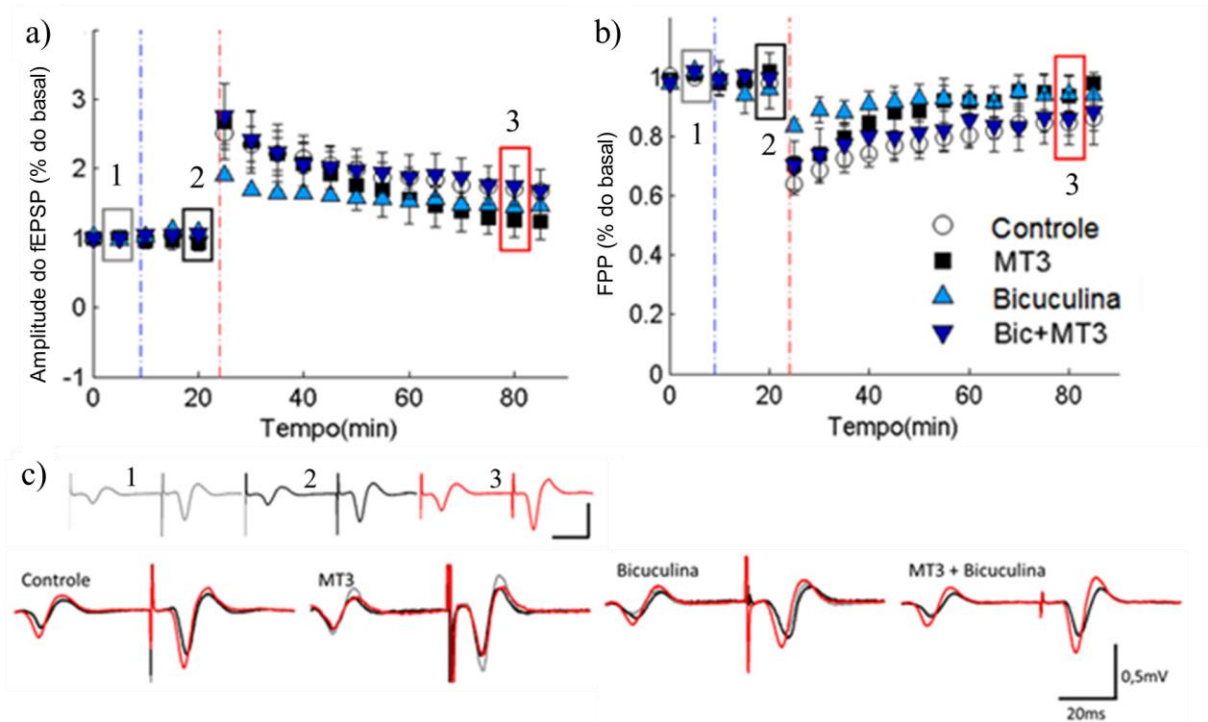 a)
Amplitude do fEPSP (% do basal)
3
2
1
0
-1
1
2
3
0 20 40 60 80
Tempo(min)
b)
FPP (% do basal)
1
0.8
0.6
0.4
0.2
0
1
2
3
Controle
MT3
Bicuculina
Bic+MT3
0 20 40 60 80
Tempo(min)
c)
1 2 3
Controle
MT3
Bicuculina
MT3 + Bicuculina
0,5mV
20ms